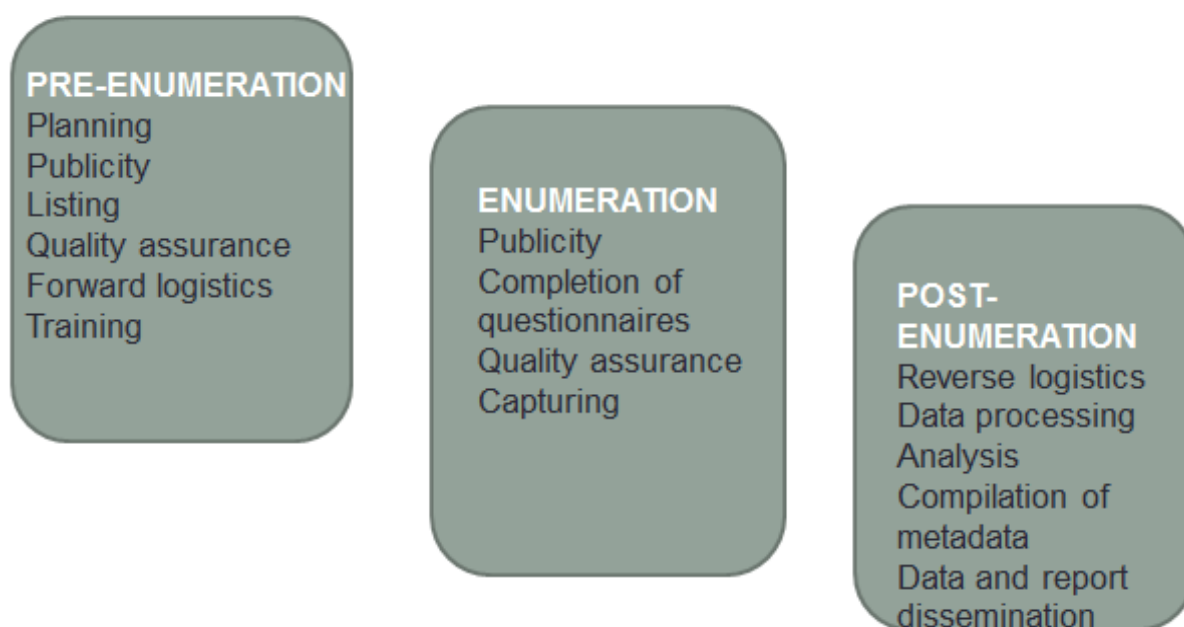 PRE-ENUMERATION
Planning
Publicity
Listing
Quality assurance
Forward logistics
Training
ENUMERATION
Publicity
Completion of
questionnaires
Quality assurance
Capturing
POST-
ENUMERATION
Reverse logistics
Data processing
Analysis
Compilation of
metadata
Data and report
dissemination